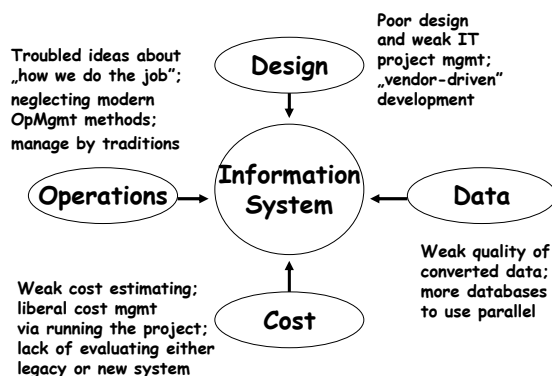 Troubled ideas about
„how we do the job";
neglecting modern
OpMgmt methods;
manage by traditions
Design
Poor design
and weak IT
project mgmt;
„vendor-driven"
development
Operations
Information
System
Data
Weak quality of
converted data;
more databases
to use parallel
Weak cost estimating;
liberal cost mgmt
via running the project;
lack of evaluating either
legacy or new system
Cost